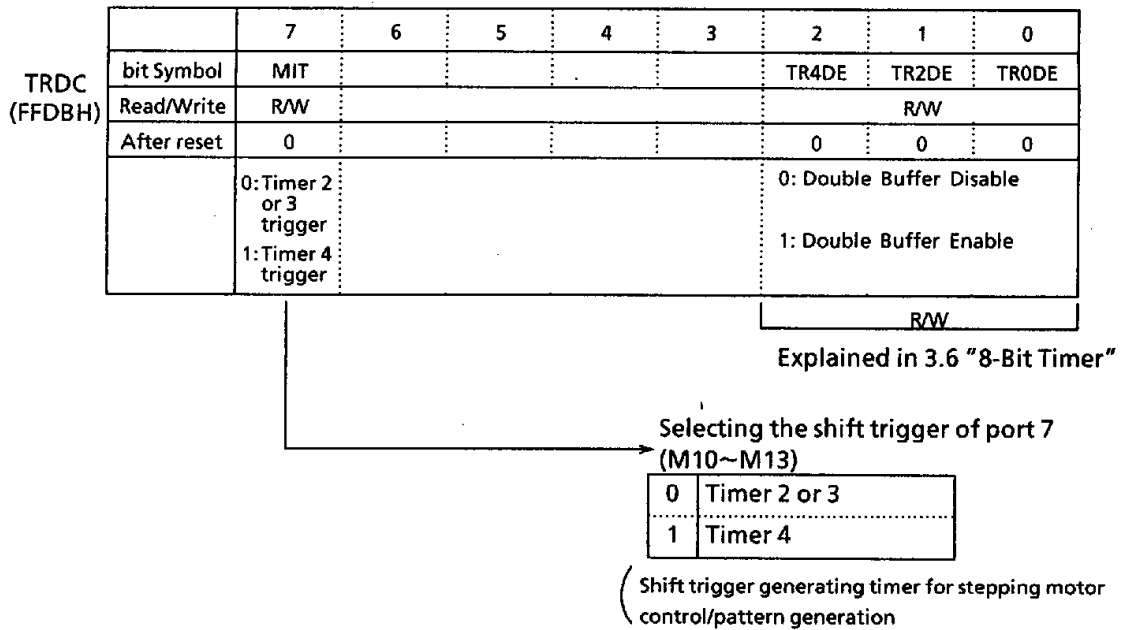 7 6 5 4 3 2 1 0
TRDC
(FFDBH)
bit Symbol MIT TR4DE TR2DE TR0DE
Read/Write R/W R/W
After reset 0 0 0 0
0: Timer 2
or 3
trigger
1: Timer 4
trigger
0: Double Buffer Disable
1: Double Buffer Enable
R/W
Explained in 3.6 "8-Bit Timer"
Selecting the shift trigger of port 7
(M10~M13)
0 Timer 2 or 3
1 Timer 4
( Shift trigger generating timer for stepping motor
control/pattern generation